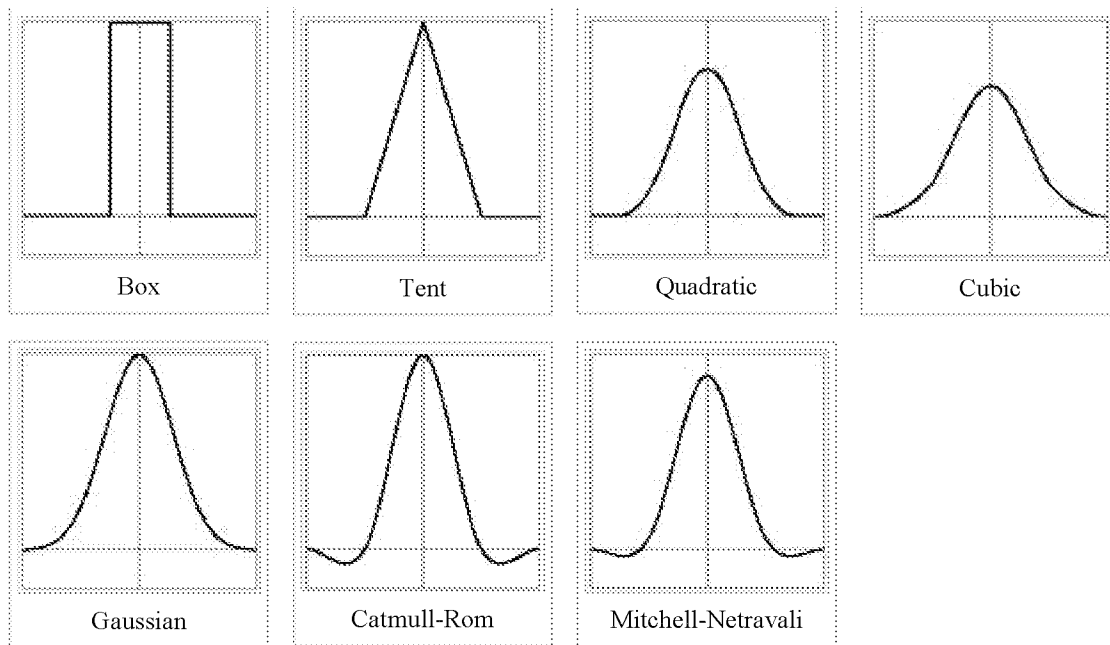 Box
Tent
Quadratic
Cubic
Gaussian
Catmull-Rom
Mitchell-Netravali